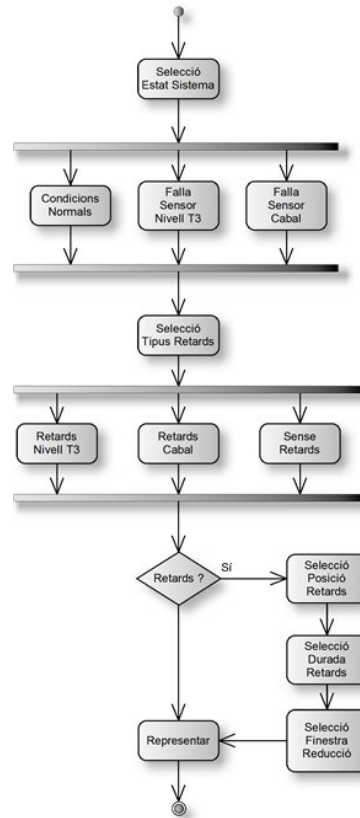 Selecció
Estat Sistema
Condicions
Normals
Falla
Sensor
Nivell T3
Falla
Sensor
Cabal
Selecció
Tipus Retards
Retards
Nivell T3
Retards
Cabal
Sense
Retards
Retards ?
Sí
Selecció
Posició
Retards
Selecció
Durada
Retards
Selecció
Finestra
Reducció
Representar